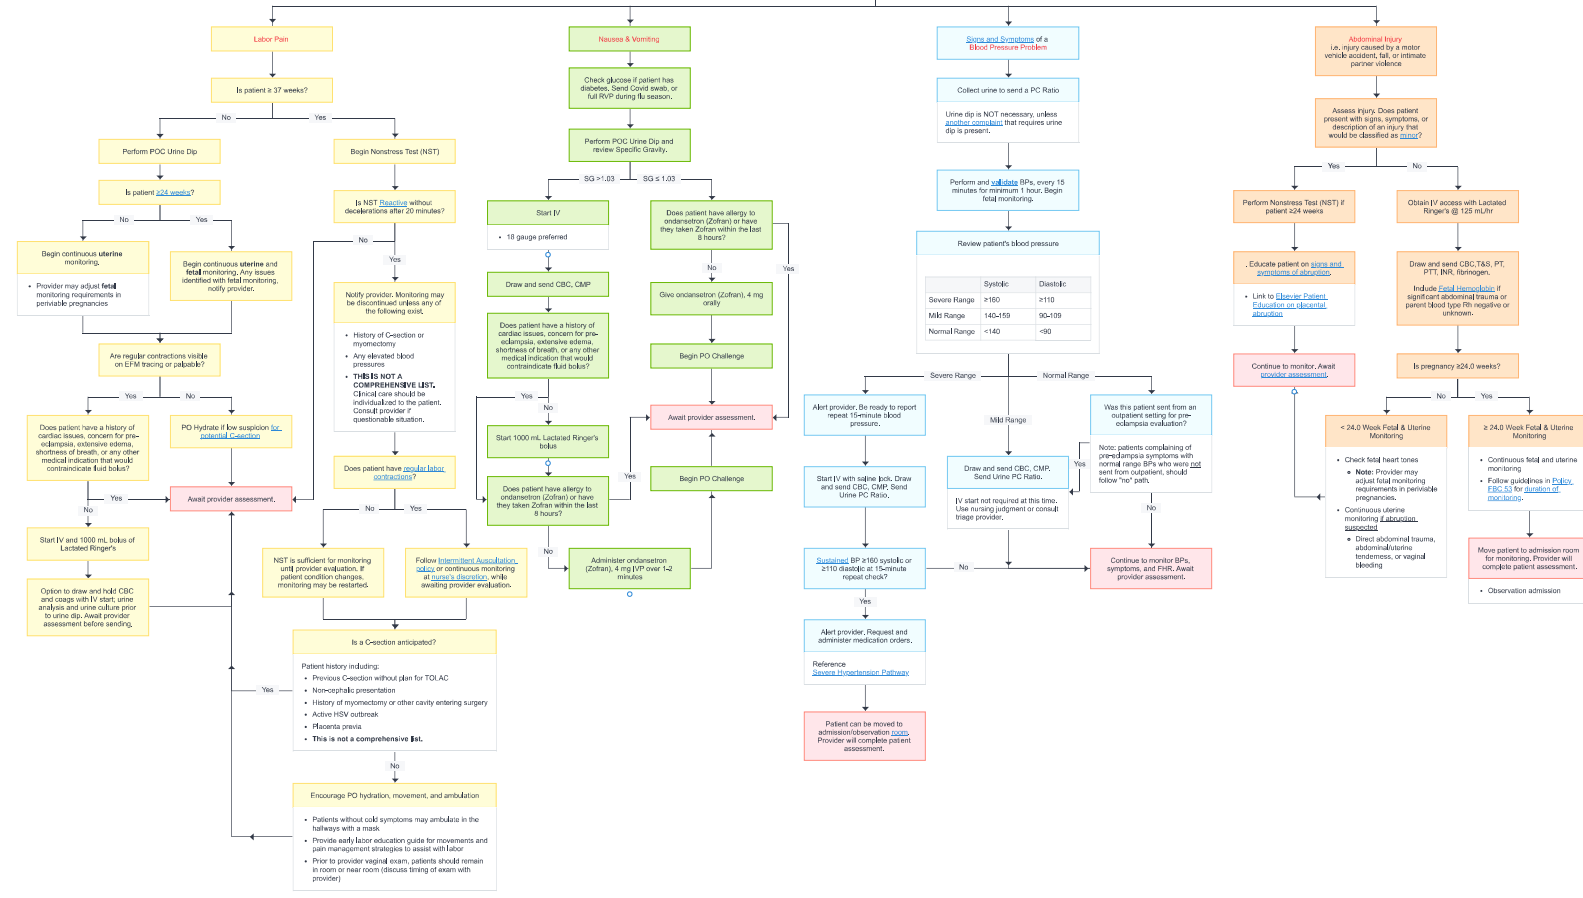 Labor Pain
Is patient ≥ 37 weeks?
No
Yes
Perform POC Urine Dip
Is patient ≥24 weeks?
No
Yes
Begin continuous uterine
monitoring.
• Provider may adjust fetal
monitoring requirements in
periviable pregnancies
Begin continuous uterine and
fetal monitoring. Any issues
identified with fetal monitoring,
notify provider.
Are regular contractions visible
on EFM tracing or palpable?
Yes
No
Does patient have a history of
cardiac issues, concern for pre-
eclampsia, extensive edema,
shortness of breath, or any other
medical indication that would
contraindicate fluid bolus?
PO Hydrate if low suspicion for
potential C-section
Yes
Await provider assessment.
No
Start IV and 1000 mL bolus of
Lactated Ringer's
Option to draw and hold CBC
and coags with IV start; urine
analysis and urine culture prior
to urine dip. Await provider
assessment before sending.
Begin Nonstress Test (NST)
Is NST Reactive without
decelerations after 20 minutes?
No
Yes
Notify provider. Monitoring may
be discontinued unless any of
the following exist.
• History of C-section or
myomectomy
• Any elevated blood
pressures
• THIS IS NOT A
COMPREHENSIVE LIST.
Clinical care should be
individualized to the patient.
Consult provider if
questionable situation.
Does patient have regular labor
contractions?
No
Yes
NST is sufficient for monitoring
until provider evaluation. If
patient condition changes,
monitoring may be restarted.
Follow Intermittent Auscultation
policy or continuous monitoring
at nurse's discretion, while
awaiting provider evaluation.
Is a C-section anticipated?
Patient history including:
• Previous C-section without plan for TOLAC
• Non-cephalic presentation
• History of myomectomy or other cavity entering surgery
• Active HSV outbreak
• Placenta previa
• This is not a comprehensive list.
Yes
No
Encourage PO hydration, movement, and ambulation
• Patients without cold symptoms may ambulate in the
hallways with a mask
• Provide early labor education guide for movements and
pain management strategies to assist with labor
• Prior to provider vaginal exam, patients should remain
in room or near room (discuss timing of exam with
provider)
Nausea & Vomiting
Check glucose if patient has
diabetes. Send Covid swab, or
full RVP during flu season.
Perform POC Urine Dip and
review Specific Gravity.
SG >1.03
SG ≤ 1.03
Start IV
• 18 gauge preferred
Draw and send CBC, CMP
Does patient have a history of
cardiac issues, concern for pre-
eclampsia, extensive edema,
shortness of breath, or any other
medical indication that would
contraindicate fluid bolus?
Yes
No
Start 1000 mL Lactated Ringer's
bolus
Does patient have allergy to
ondansetron (Zofran) or have
they taken Zofran within the last
8 hours?
Yes
No
Administer ondansetron
(Zofran), 4 mg IVP over 1-2
minutes
Does patient have allergy to
ondansetron (Zofran) or have
they taken Zofran within the last
8 hours?
Yes
No
Give ondansetron (Zofran), 4 mg
orally
Begin PO Challenge
Await provider assessment.
Begin PO Challenge
Signs and Symptoms of a
Blood Pressure Problem
Collect urine to send a PC Ratio
Urine dip is NOT necessary, unless
another complaint that requires urine
dip is present.
Perform and validate BPs, every 15
minutes for minimum 1 hour. Begin
fetal monitoring.
Review patient's blood pressure
Systolic Diastolic
Severe Range ≥160 ≥110
Mild Range 140-159 90-109
Normal Range <140 <90
Severe Range
Normal Range
Mild Range
Alert provider. Be ready to report
repeat 15-minute blood
pressure.
Start IV with saline lock. Draw
and send CBC, CMP. Send
Urine PC Ratio.
Sustained BP ≥160 systolic or
≥110 diastolic at 15-minute
repeat check?
No
Yes
Alert provider. Request and
administer medication orders.
Reference
Severe Hypertension Pathway
Patient can be moved to
admission/observation room.
Provider will complete patient
assessment.
Draw and send CBC, CMP.
Send Urine PC Ratio.
IV start not required at this time.
Use nursing judgment or consult
triage provider.
Yes
Was this patient sent from an
outpatient setting for pre-
eclampsia evaluation?
Note: patients complaining of
pre-eclampsia symptoms with
normal range BPs who were not
sent from outpatient, should
follow "no" path.
No
Continue to monitor BPs,
symptoms, and FHR. Await
provider assessment.
Abdominal Injury
i.e. injury caused by a motor
vehicle accident, fall, or intimate
partner violence
Assess injury. Does patient
present with signs, symptoms, or
description of an injury that
would be classified as minor?
Yes
No
Perform Nonstress Test (NST) if
patient ≥24 weeks
. Educate patient on signs and
symptoms of abruption.
• Link to Elsevier Patient
Education on placental
abruption
Continue to monitor. Await
provider assessment.
Obtain IV access with Lactated
Ringer's @ 125 mL/hr
Draw and send CBC,T&S, PT,
PTT, INR, fibrinogen.
Include Fetal Hemoglobin if
significant abdominal trauma or
parent blood type Rh negative or
unknown.
Is pregnancy ≥24.0 weeks?
No
Yes
< 24.0 Week Fetal & Uterine
Monitoring
• Check fetal heart tones
Note: Provider may
adjust fetal monitoring
requirements in periviable
pregnancies.
• Continuous uterine
monitoring if abruption
suspected
Direct abdominal trauma,
abdominal/uterine
tenderness, or vaginal
bleeding
≥ 24.0 Week Fetal & Uterine
Monitoring
• Continuous fetal and uterine
monitoring
• Follow guidelines in Policy
FBC 53 for duration of
monitoring.
Move patient to admission room
for monitoring. Provider will
complete patient assessment.
• Observation admission